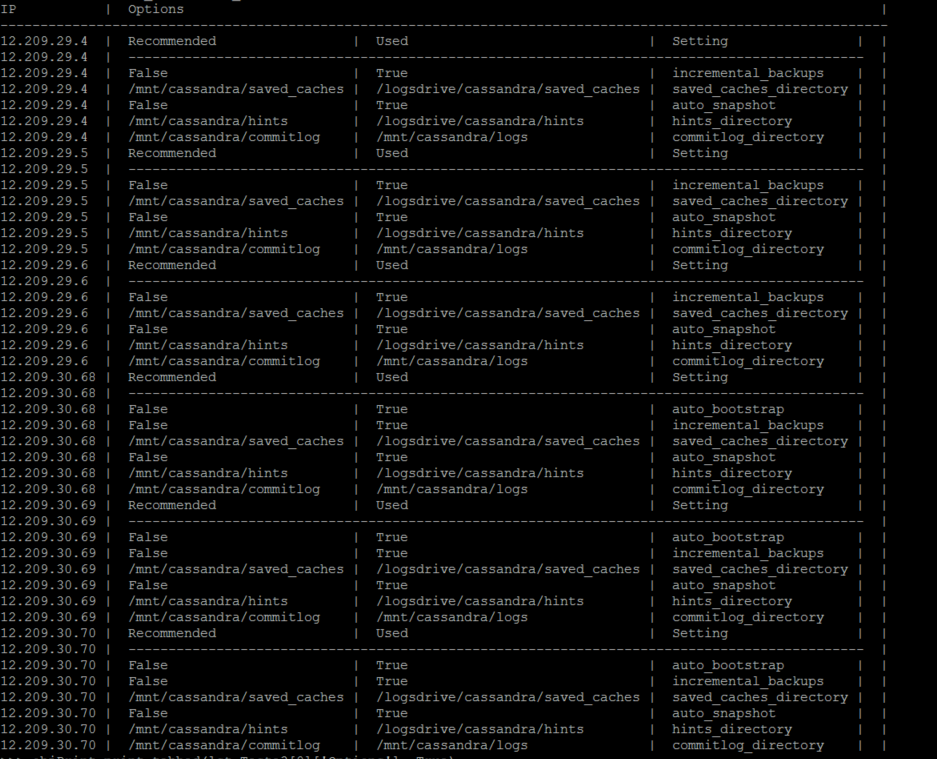 IP | Options |
---------------------------------------------------------------------------------------------------------------
12.209.29.4 | Recommended | Used | Setting | |
12.209.29.4 | -------------------------------------------------------------------------------------------- |
12.209.29.4 | False | True | incremental_backups | |
12.209.29.4 | /mnt/cassandra/saved_caches | /logsdrive/cassandra/saved_caches | saved_caches_directory | |
12.209.29.4 | False | True | auto_snapshot | |
12.209.29.4 | /mnt/cassandra/hints | /logsdrive/cassandra/hints | hints_directory | |
12.209.29.4 | /mnt/cassandra/commitlog | /mnt/cassandra/logs | commitlog_directory | |
12.209.29.5 | Recommended | Used | Setting | |
12.209.29.5 | -------------------------------------------------------------------------------------------- |
12.209.29.5 | False | True | incremental_backups | |
12.209.29.5 | /mnt/cassandra/saved_caches | /logsdrive/cassandra/saved_caches | saved_caches_directory | |
12.209.29.5 | False | True | auto_snapshot | |
12.209.29.5 | /mnt/cassandra/hints | /logsdrive/cassandra/hints | hints_directory | |
12.209.29.5 | /mnt/cassandra/commitlog | /mnt/cassandra/logs | commitlog_directory | |
12.209.29.6 | Recommended | Used | Setting | |
12.209.29.6 | -------------------------------------------------------------------------------------------- |
12.209.29.6 | False | True | incremental_backups | |
12.209.29.6 | /mnt/cassandra/saved_caches | /logsdrive/cassandra/saved_caches | saved_caches_directory | |
12.209.29.6 | False | True | auto_snapshot | |
12.209.29.6 | /mnt/cassandra/hints | /logsdrive/cassandra/hints | hints_directory | |
12.209.29.6 | /mnt/cassandra/commitlog | /mnt/cassandra/logs | commitlog_directory | |
12.209.30.68 | Recommended | Used | Setting | |
12.209.30.68 | -------------------------------------------------------------------------------------------- |
12.209.30.68 | False | True | auto_bootstrap | |
12.209.30.68 | False | True | incremental_backups | |
12.209.30.68 | /mnt/cassandra/saved_caches | /logsdrive/cassandra/saved_caches | saved_caches_directory | |
12.209.30.68 | False | True | auto_snapshot | |
12.209.30.68 | /mnt/cassandra/hints | /logsdrive/cassandra/hints | hints_directory | |
12.209.30.68 | /mnt/cassandra/commitlog | /mnt/cassandra/logs | commitlog_directory | |
12.209.30.69 | Recommended | Used | Setting | |
12.209.30.69 | -------------------------------------------------------------------------------------------- |
12.209.30.69 | False | True | auto_bootstrap | |
12.209.30.69 | False | True | incremental_backups | |
12.209.30.69 | /mnt/cassandra/saved_caches | /logsdrive/cassandra/saved_caches | saved_caches_directory | |
12.209.30.69 | False | True | auto_snapshot | |
12.209.30.69 | /mnt/cassandra/hints | /logsdrive/cassandra/hints | hints_directory | |
12.209.30.69 | /mnt/cassandra/commitlog | /mnt/cassandra/logs | commitlog_directory | |
12.209.30.70 | Recommended | Used | Setting | |
12.209.30.70 | -------------------------------------------------------------------------------------------- |
12.209.30.70 | False | True | auto_bootstrap | |
12.209.30.70 | False | True | incremental_backups | |
12.209.30.70 | /mnt/cassandra/saved_caches | /logsdrive/cassandra/saved_caches | saved_caches_directory | |
12.209.30.70 | False | True | auto_snapshot | |
12.209.30.70 | /mnt/cassandra/hints | /logsdrive/cassandra/hints | hints_directory | |
12.209.30.70 | /mnt/cassandra/commitlog | /mnt/cassandra/logs | commitlog_directory | |